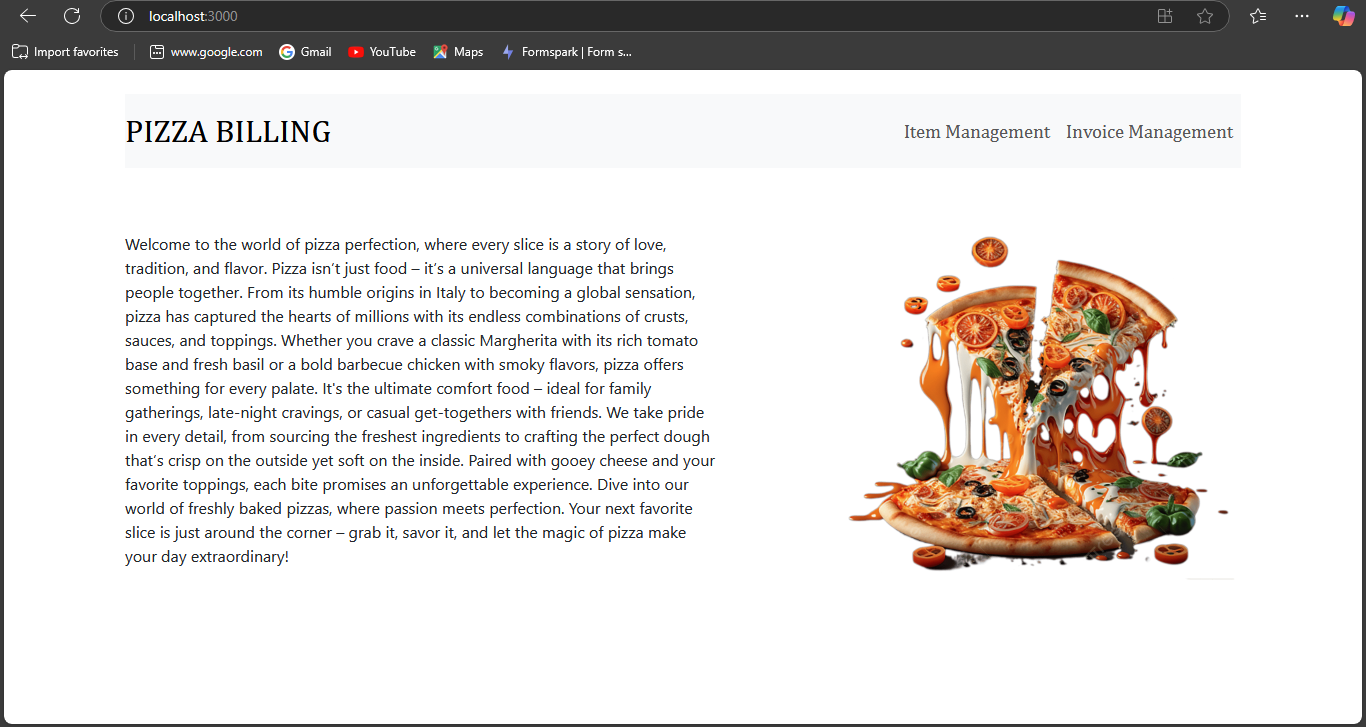 localhost:3000
Import favorites
www.google.com
Gmail
YouTube
Maps
Formspark | Form s...
PIZZA BILLING
Item Management
Invoice Management
Welcome to the world of pizza perfection, where every slice is a story of love,
tradition, and flavor. Pizza isn’t just food – it’s a universal language that brings
people together. From its humble origins in Italy to becoming a global sensation,
pizza has captured the hearts of millions with its endless combinations of crusts,
sauces, and toppings. Whether you crave a classic Margherita with its rich tomato
base and fresh basil or a bold barbecue chicken with smoky flavors, pizza offers
something for every palate. It's the ultimate comfort food – ideal for family
gatherings, late-night cravings, or casual get-togethers with friends. We take pride
in every detail, from sourcing the freshest ingredients to crafting the perfect dough
that’s crisp on the outside yet soft on the inside. Paired with gooey cheese and your
favorite toppings, each bite promises an unforgettable experience. Dive into our
world of freshly baked pizzas, where passion meets perfection. Your next favorite
slice is just around the corner – grab it, savor it, and let the magic of pizza make
your day extraordinary!